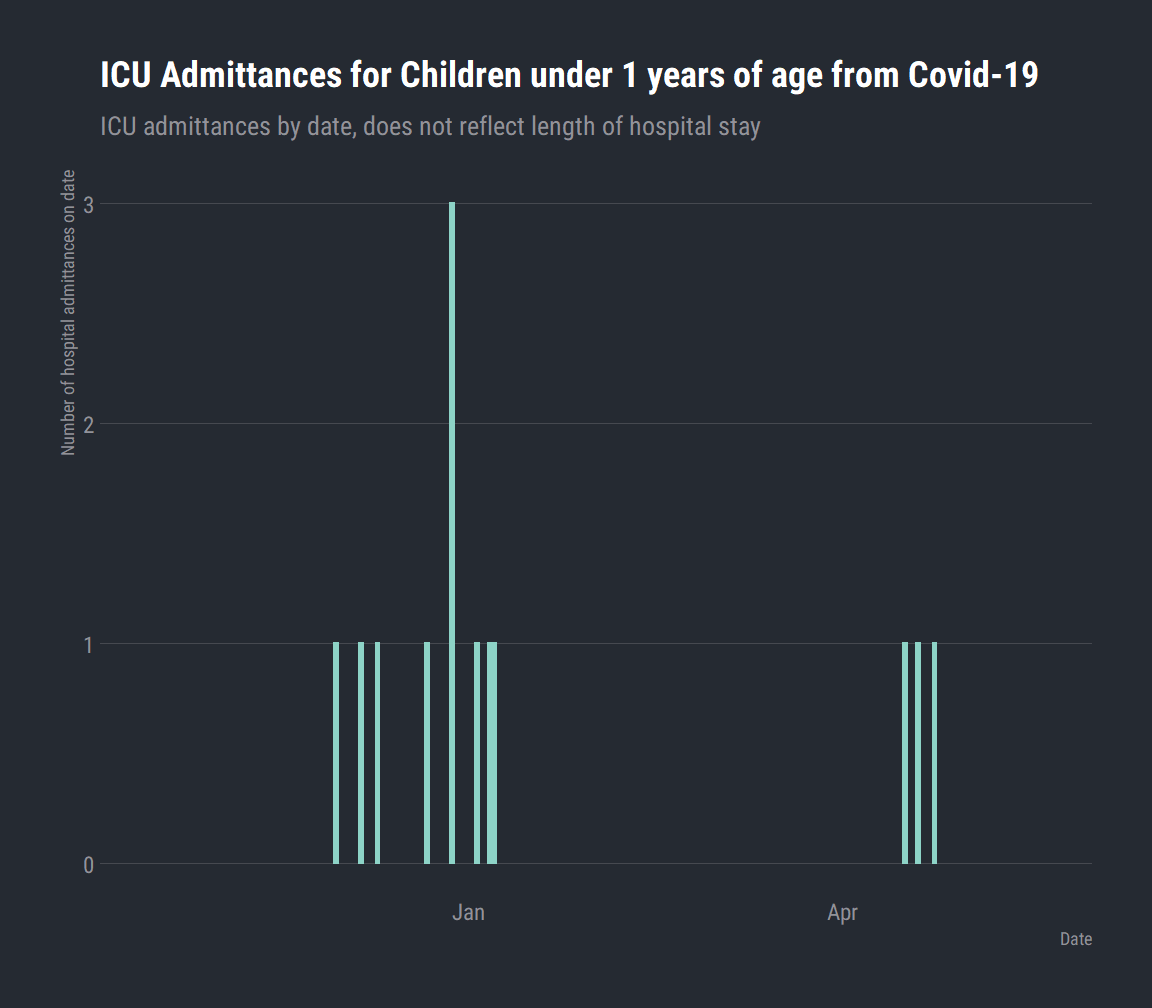 ICU Admittances for Children under 1 years of age from Covid-19
ICU admittances by date, does not reflect length of hospital stay
Number of hospital admittances on date
3
2
1
0
Jan Apr
Date